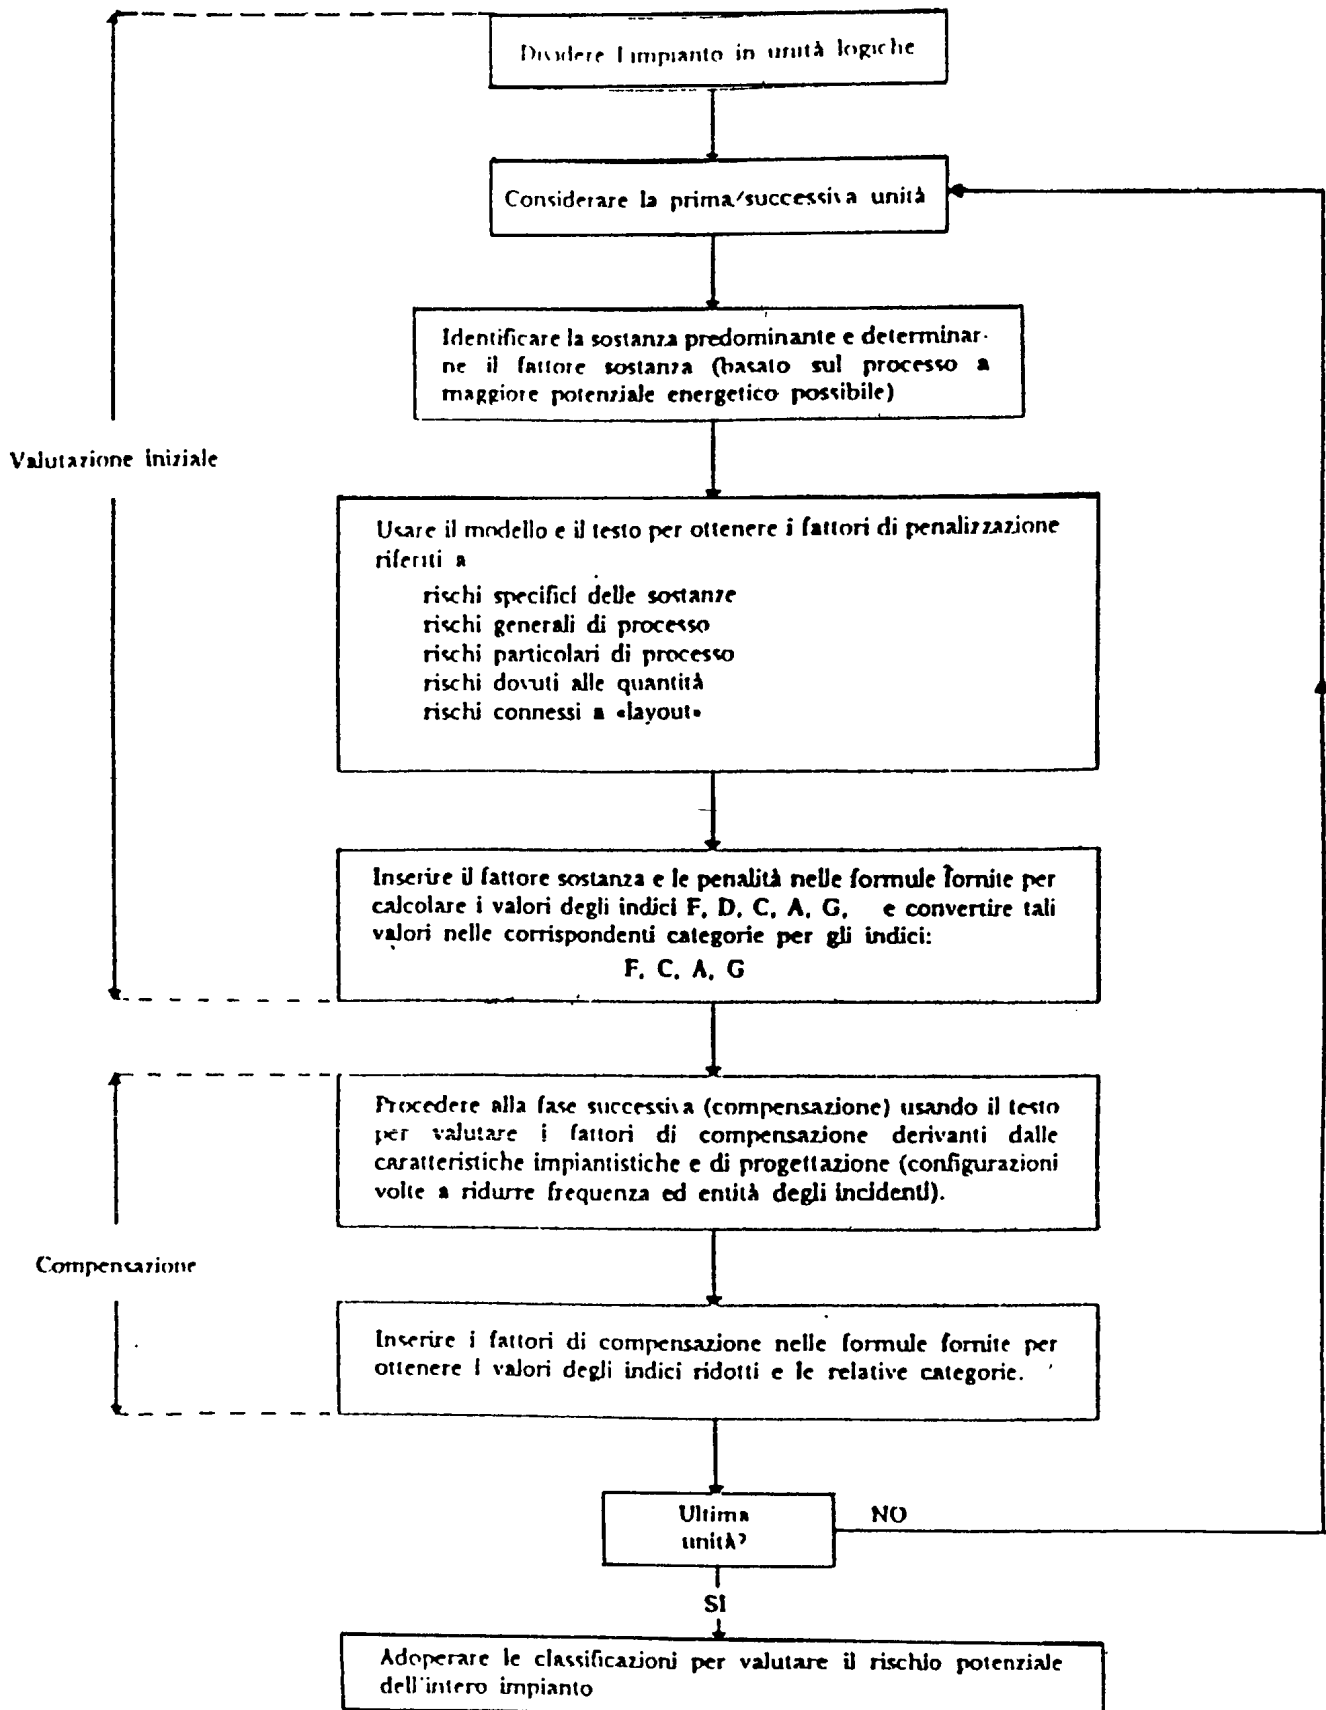 Dividere l'impianto in unità logiche
Considerare la prima/successiva unità
Identificare la sostanza predominante e determinar-
ne il fattore sostanza (basato sul processo a
maggiore potenziale energetico possibile)
Valutazione iniziale
Usare il modello e il testo per ottenere i fattori di penalizzazione
riferiti a
rischi specifici delle sostanze
rischi generali di processo
rischi particolari di processo
rischi dovuti alle quantità
rischi connessi a «layout»
Inserire il fattore sostanza e le penalità nelle formule fornite per
calcolare i valori degli indici F, D, C, A, G, e convertire tali
valori nelle corrispondenti categorie per gli indici:
F, C, A, G
Procedere alla fase successiva (compensazione) usando il testo
per valutare i fattori di compensazione derivanti dalle
caratteristiche impiantistiche e di progettazione (configurazioni
volte a ridurre frequenza ed entità degli incidenti).
Compensazione
Inserire i fattori di compensazione nelle formule fornite per
ottenere i valori degli indici ridotti e le relative categorie.
Ultima
unità?
NO
SI
Adoperare le classificazioni per valutare il rischio potenziale
dell'intero impianto